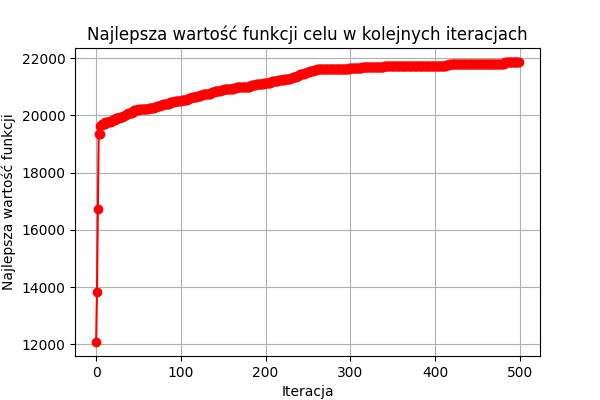 Najlepsza wartość funkcji celu w kolejnych iteracjach
Najlepsza wartość funkcji
22000
20000
18000
16000
14000
12000
0 100 200 300 400 500
Iteracja